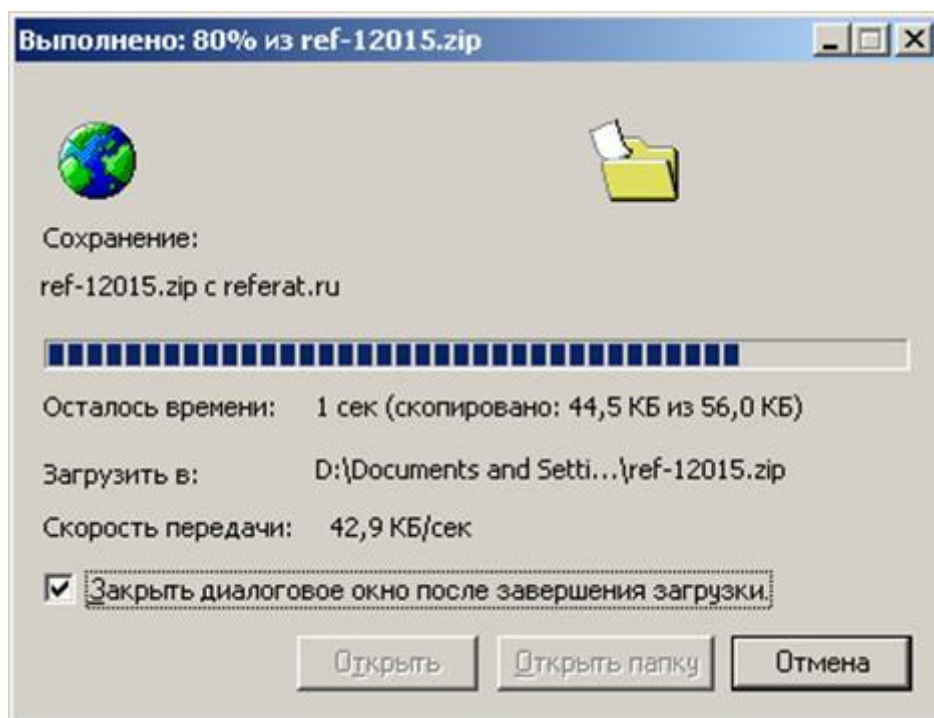 Выполнено: 80% из ref-12015.zip
Сохранение:
ref-12015.zip с referat.ru
Осталось времени: 1 сек (скопировано: 44,5 КБ из 56,0 КБ)
Загрузить в: D:\Documents and Setti...\ref-12015.zip
Скорость передачи: 42,9 КБ/сек
Закрыть диалоговое окно после завершения загрузки.
Открыть Открыть папку Отмена